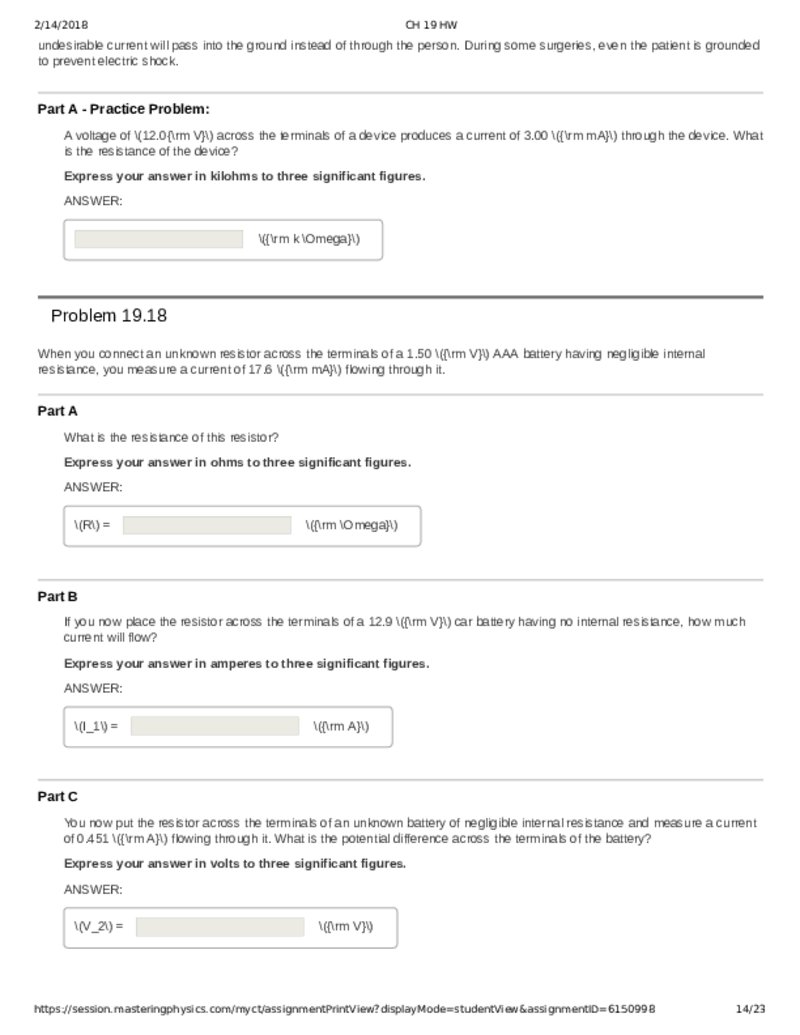 2/14/2018 CH 19 HW
undesirable current will pass into the ground instead of through the person. During some surgeries, even the patient is grounded
to prevent electric shock.
Part A - Practice Problem:
A voltage of \(12.0{\rm V}\) across the terminals of a device produces a current of 3.00 \({\rm mA}\) through the device. What
is the resistance of the device?
Express your answer in kilohms to three significant figures.
ANSWER:
\({\rm k \Omega}\)
Problem 19.18
When you connect an unknown resistor across the terminals of a 1.50 \({\rm V}\) AAA battery having negligible internal
resistance, you measure a current of 17.6 \({\rm mA}\) flowing through it.
Part A
What is the resistance of this resistor?
Express your answer in ohms to three significant figures.
ANSWER:
\(R\) = \({\rm \Omega}\)
Part B
If you now place the resistor across the terminals of a 12.9 \({\rm V}\) car battery having no internal resistance, how much
current will flow?
Express your answer in amperes to three significant figures.
ANSWER:
\(I_1\) = \({\rm A}\)
Part C
You now put the resistor across the terminals of an unknown battery of negligible internal resistance and measure a current
of 0.451 \({\rm A}\) flowing through it. What is the potential difference across the terminals of the battery?
Express your answer in volts to three significant figures.
ANSWER:
\(V_2\) = \({\rm V}\)
https://session.masteringphysics.com/myct/assignmentPrintView?displayMode=studentView&assignmentID=6150998 14/23